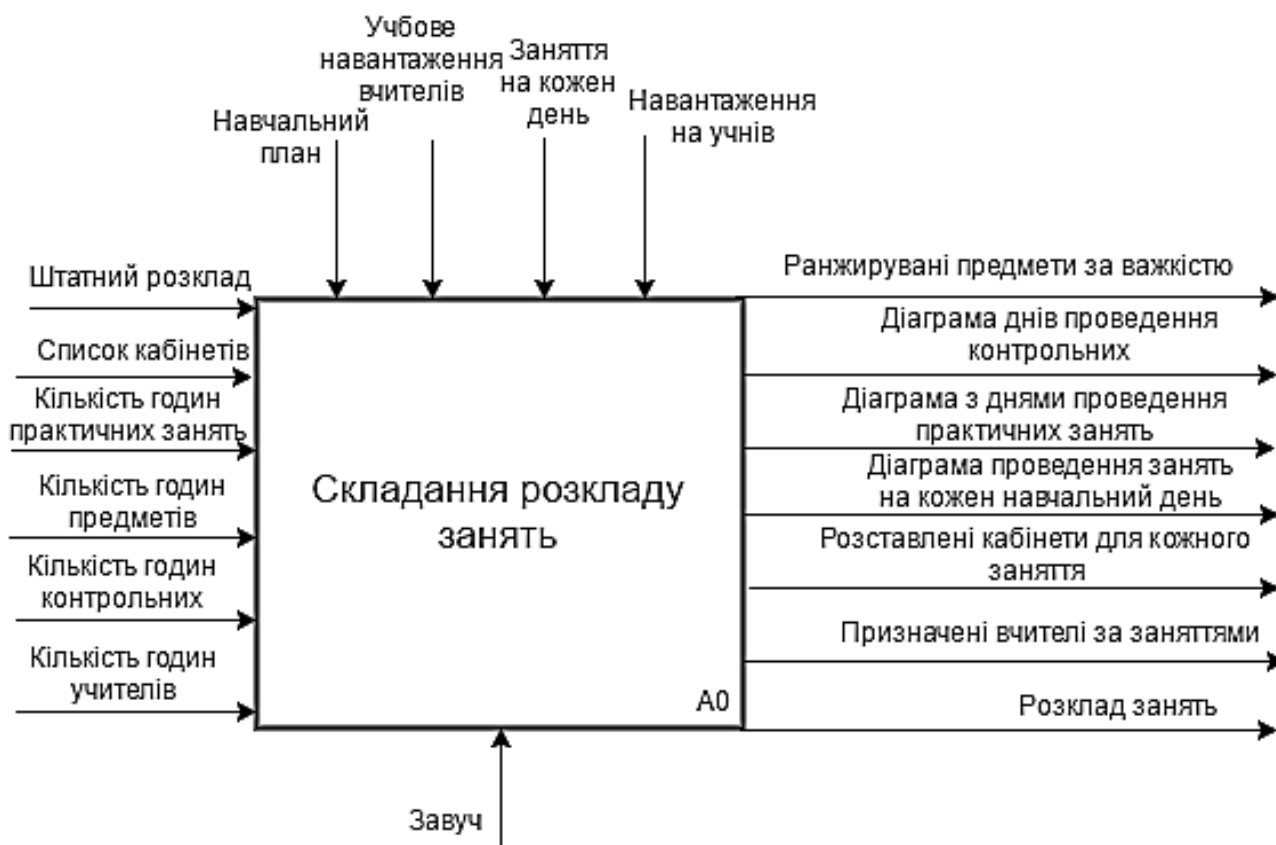 Учбове
навантаження
вчителів
Заняття
на кожен
день
Навчальний
план
Навантаження
на учнів
Штатний розклад
Список кабінетів
Кількість годин
практичних занять
Кількість годин
предметів
Кількість годин
контрольних
Кількість годин
учителів
Складання розкладу
занять
А0
Ранжирувані предмети за важкістю
Діаграма днів проведення
контрольних
Діаграма з днями проведення
практичних занять
Діаграма проведення занять
на кожен навчальний день
Розставлені кабінети для кожного
заняття
Призначені вчителі за заняттями
Розклад занять
Завуч